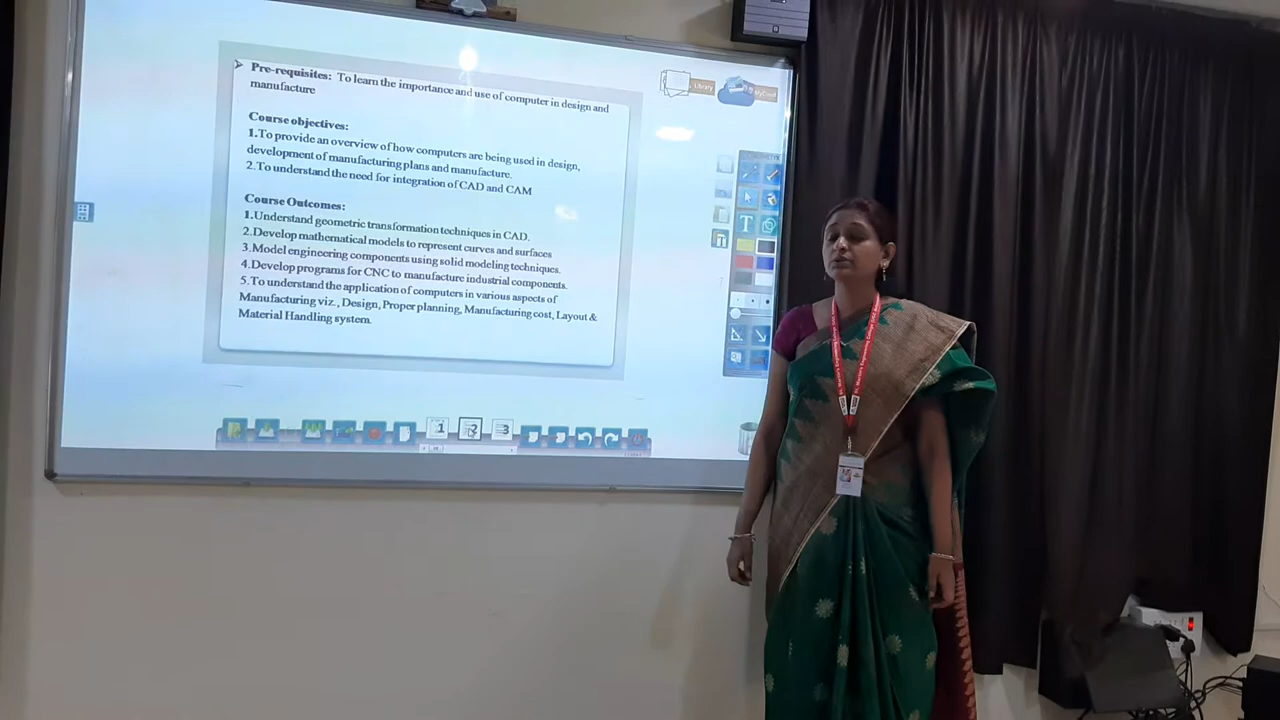 Pre-requisites: To learn the importance and use of computer in design and
manufacture
Course objectives:
1.To provide an overview of how computers are being used in design,
development of manufacturing plans and manufacture.
2.To understand the need for integration of CAD and CAM
Course Outcomes:
1.Understand geometric transformation techniques in CAD.
2.Develop mathematical models to represent curves and surfaces
3.Model engineering components using solid modeling techniques.
4.Develop programs for CNC to manufacture industrial components.
5.To understand the application of computers in various aspects of
Manufacturing viz., Design, Proper planning, Manufacturing cost, Layout &
Material Handling system.
Library
T
1
2
3